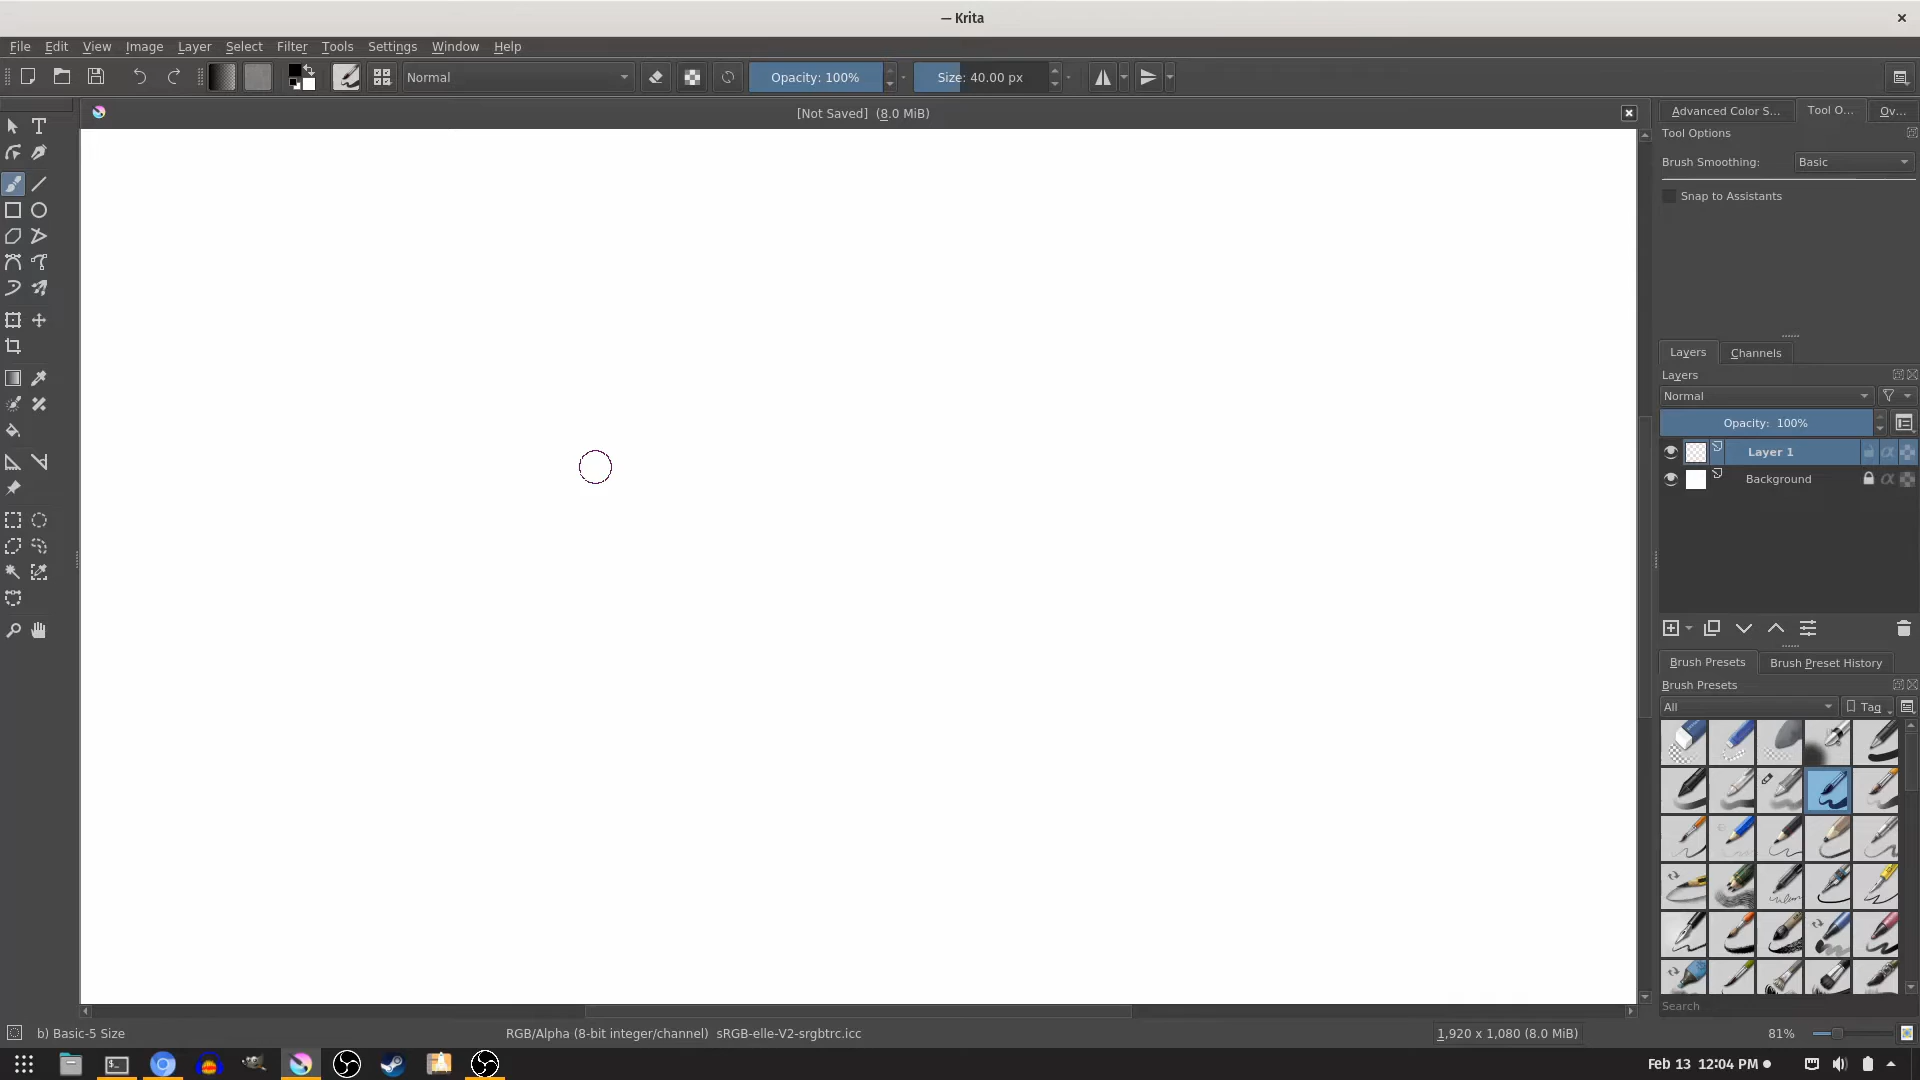 — Krita
File Edit View Image Layer Select Filter Tools Settings Window Help
Normal Opacity: 100% Size: 40.00 px
[Not Saved] (8.0 MiB)
Advanced Color S... Tool O... Ov...
Tool Options
Brush Smoothing: Basic
Snap to Assistants
Layers Channels
Layers
Normal
Opacity: 100%
Layer 1
Background
Brush Presets Brush Preset History
Brush Presets
All Tag
Search
b) Basic-5 Size RGB/Alpha (8-bit integer/channel) sRGB-elle-V2-srgbtrc.icc 1,920 x 1,080 (8.0 MiB) 81%
Feb 13 12:04 PM